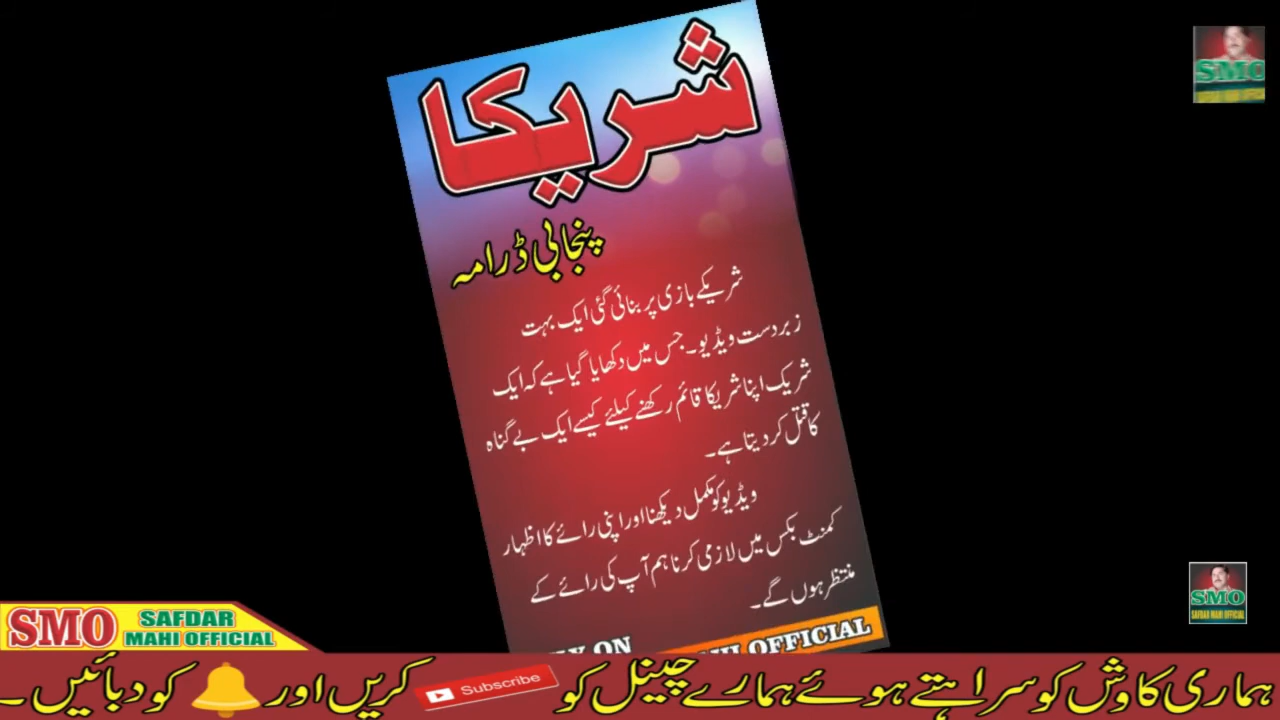 شریکا
پنجابی ڈرامہ
شریکے بازی پر بنائی گئی ایک بہت
زبردست ویڈیو۔ جس میں دکھایا گیا ہے کہ ایک
شریک اپنا شریکا قائم رکھنے کیلئے کیسے ایک بے گناہ
کا قتل کر دیتا ہے۔
ویڈیو کو مکمل دیکھنا اور اپنی رائے کا اظہار
کمنٹ بکس میں لازمی کرنا ہم آپ کی رائے کے
منتظر ہوں گے۔
ON
OFFICIAL
SMO
SMO
SAFDAR MAHI OFFICIAL
SMO SAFDAR
MAHI OFFICIAL
ہماری کاوش کو سراہتے ہوئے ہمارے چینل کو Subscribe کریں اور کو دبائیں۔